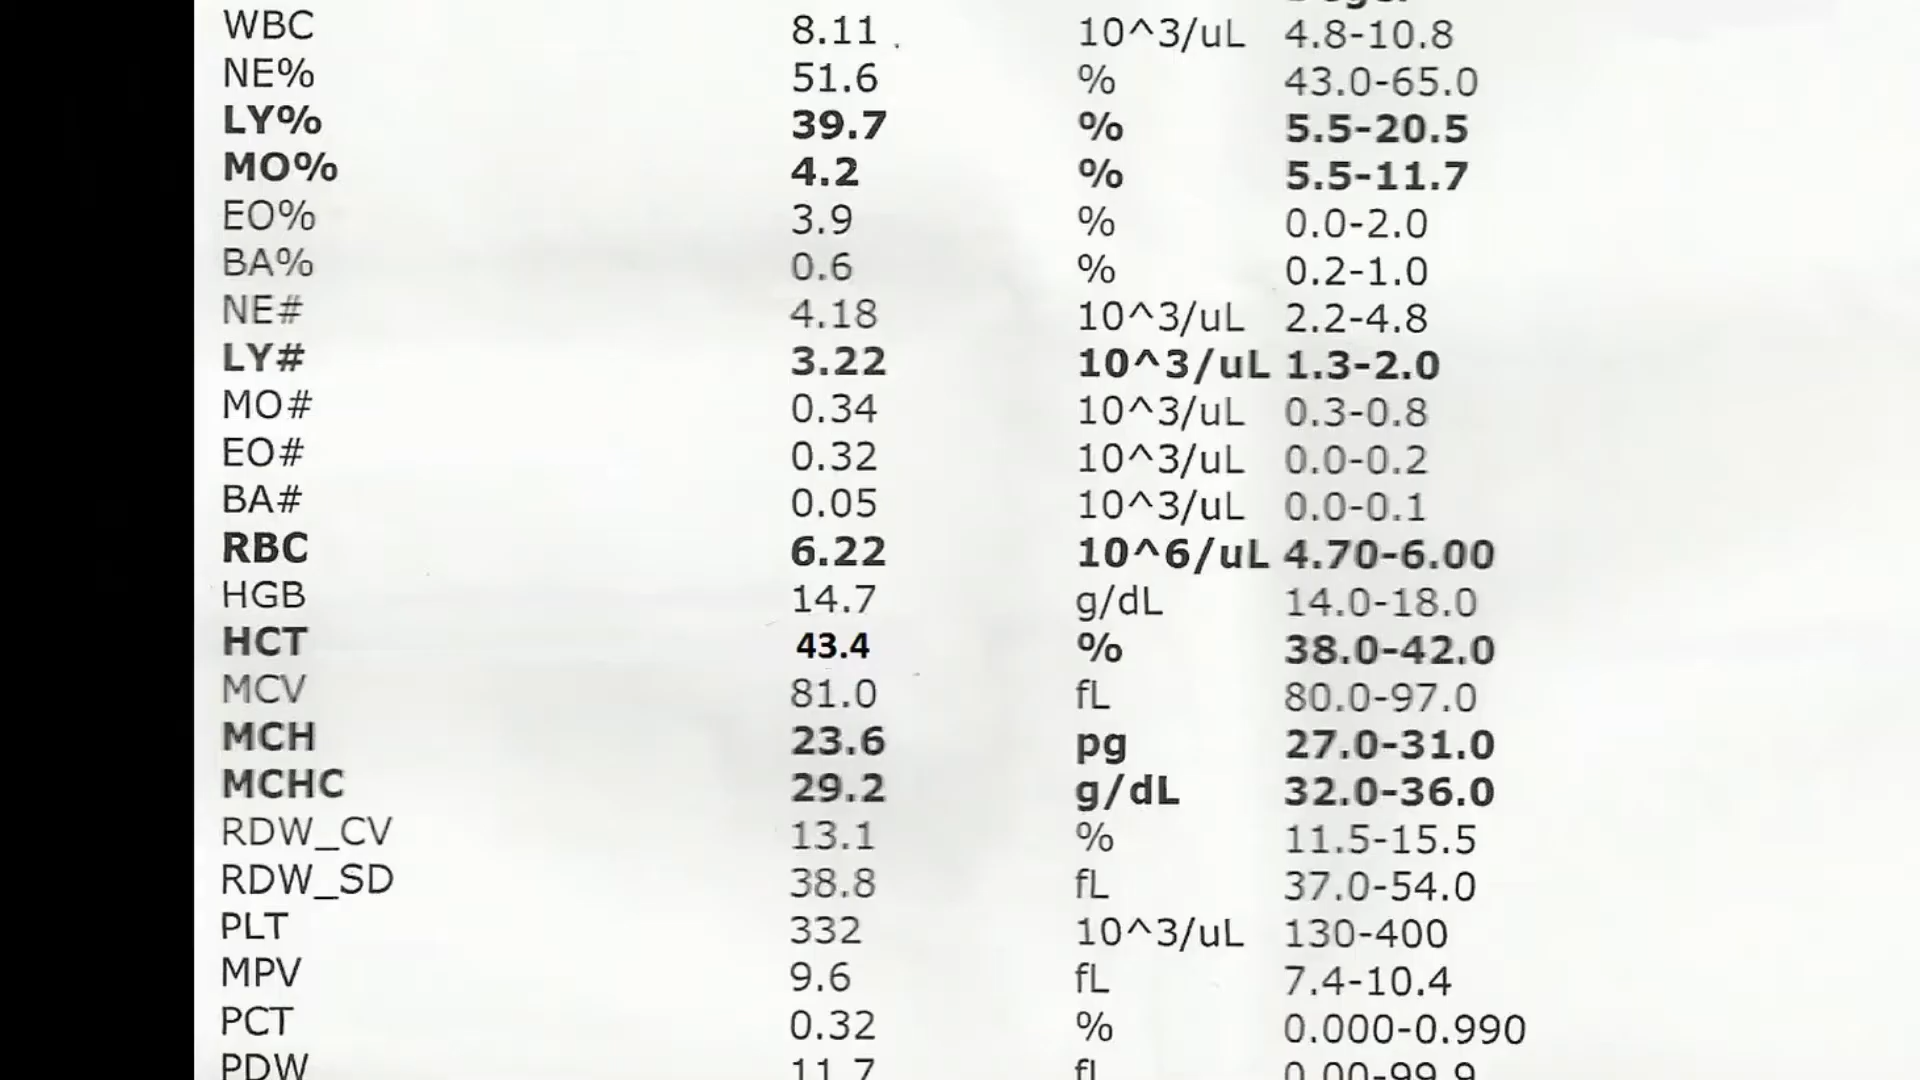 WBC 8.11 10^3/uL 4.8-10.8
NE% 51.6 % 43.0-65.0
LY% 39.7 % 5.5-20.5
MO% 4.2 % 5.5-11.7
EO% 3.9 % 0.0-2.0
BA% 0.6 % 0.2-1.0
NE# 4.18 10^3/uL 2.2-4.8
LY# 3.22 10^3/uL 1.3-2.0
MO# 0.34 10^3/uL 0.3-0.8
EO# 0.32 10^3/uL 0.0-0.2
BA# 0.05 10^3/uL 0.0-0.1
RBC 6.22 10^6/uL 4.70-6.00
HGB 14.7 g/dL 14.0-18.0
HCT 43.4 % 38.0-42.0
MCV 81.0 fL 80.0-97.0
MCH 23.6 pg 27.0-31.0
MCHC 29.2 g/dL 32.0-36.0
RDW_CV 13.1 % 11.5-15.5
RDW_SD 38.8 fL 37.0-54.0
PLT 332 10^3/uL 130-400
MPV 9.6 fL 7.4-10.4
PCT 0.32 % 0.000-0.990
PDW 11.7 fL 0.00-99.9